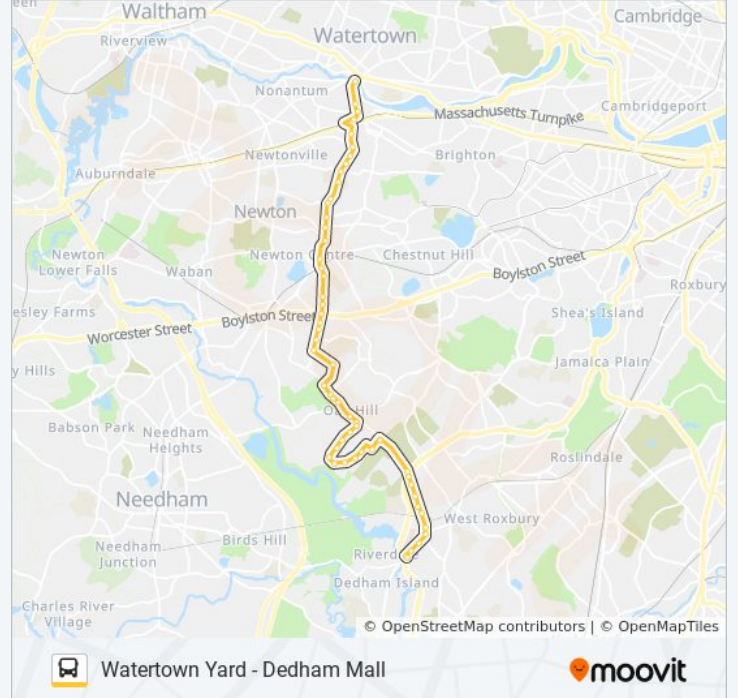 een
Waltham
Cambridge
Riverview
Watertown
Nonantum
Massachusetts Turnpike
Cambridgeport
Newtonville
Brighton
Auburndale
Newton
Newton
Lower Falls
Waban
Newton Centre
Chestnut Hill
Boylston Street
Roxbury
esley Farms
Worcester Street
Boylston Street
Shea's Island
y Hills
Jamaica Plain
Oak Hill
Babson Park
Needham
Heights
Roslindale
Needham
West Roxbury
Needham
Junction
Birds Hill
Riverdale
Dedham Island
Charles River
Village
© OpenStreetMap contributors | © OpenMapTiles
Watertown Yard - Dedham Mall
moovit